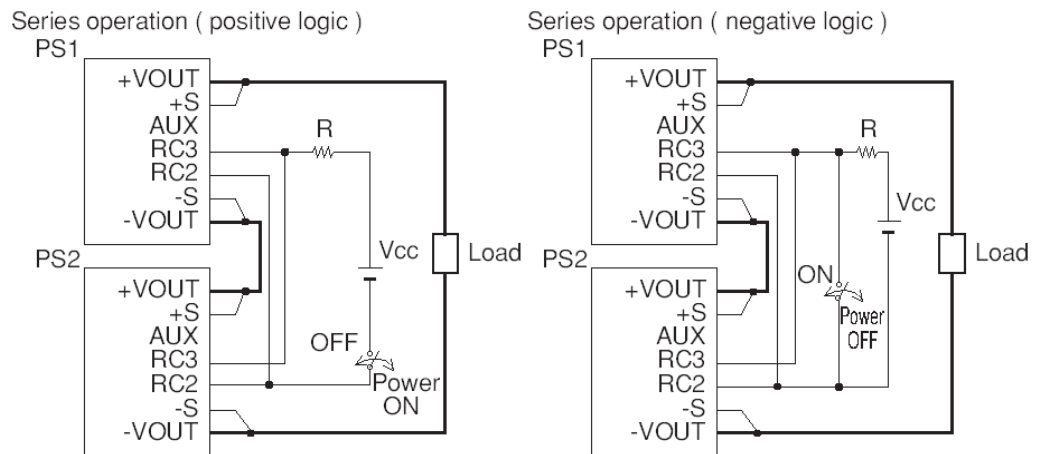 Series operation ( positive logic )
PS1
+VOUT
+S
AUX
RC3
RC2
-S
-VOUT
R
Vcc
Load
PS2
+VOUT
+S
AUX
RC3
RC2
-S
-VOUT
OFF
Power
ON
Series operation ( negative logic )
PS1
+VOUT
+S
AUX
RC3
RC2
-S
-VOUT
R
Vcc
Load
PS2
+VOUT
+S
AUX
RC3
RC2
-S
-VOUT
ON
Power
OFF